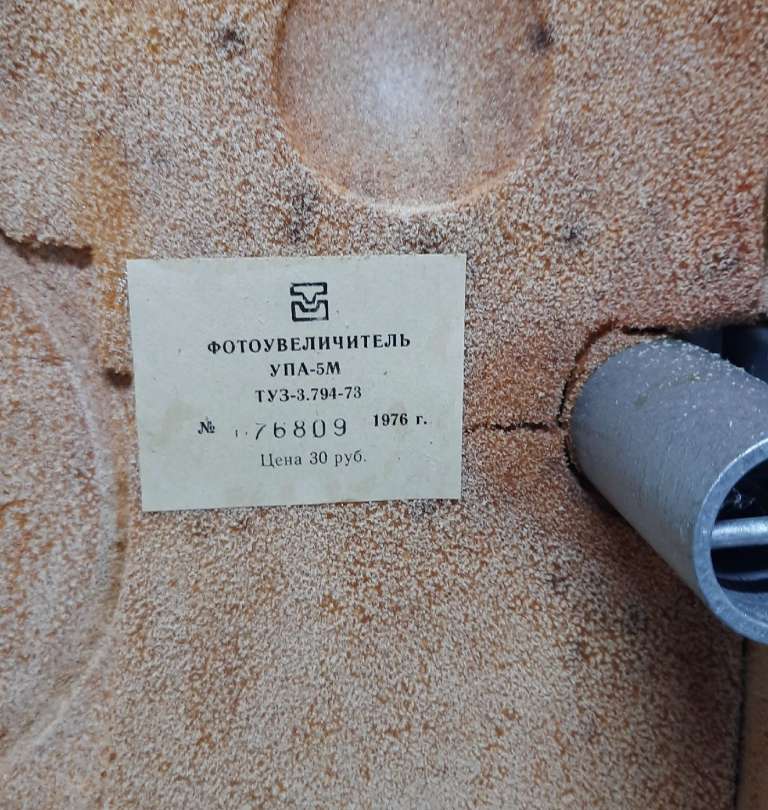 ФОТОУВЕЛИЧИТЕЛЬ
УПА-5М
ТУЗ-3.794-73
№ 76809 1976 г.
Цена 30 руб.